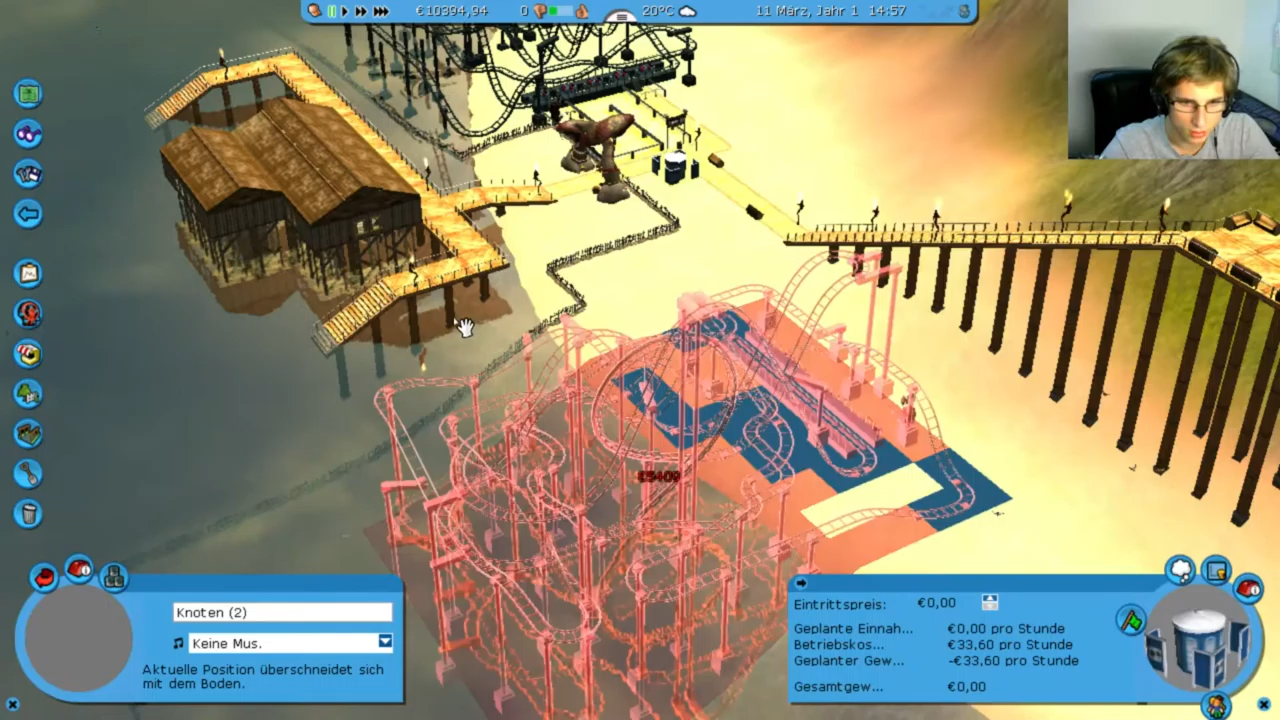 €10394,94 0 20°C 11 März, Jahr 1 14:57
€5409
Knoten (2)
Keine Mus.
Aktuelle Position überschneidet sich
mit dem Boden.
Eintrittspreis: €0,00
Geplante Einnah... €0,00 pro Stunde
Betriebskos... €33,60 pro Stunde
Geplanter Gew... -€33,60 pro Stunde
Gesamtgew... €0,00